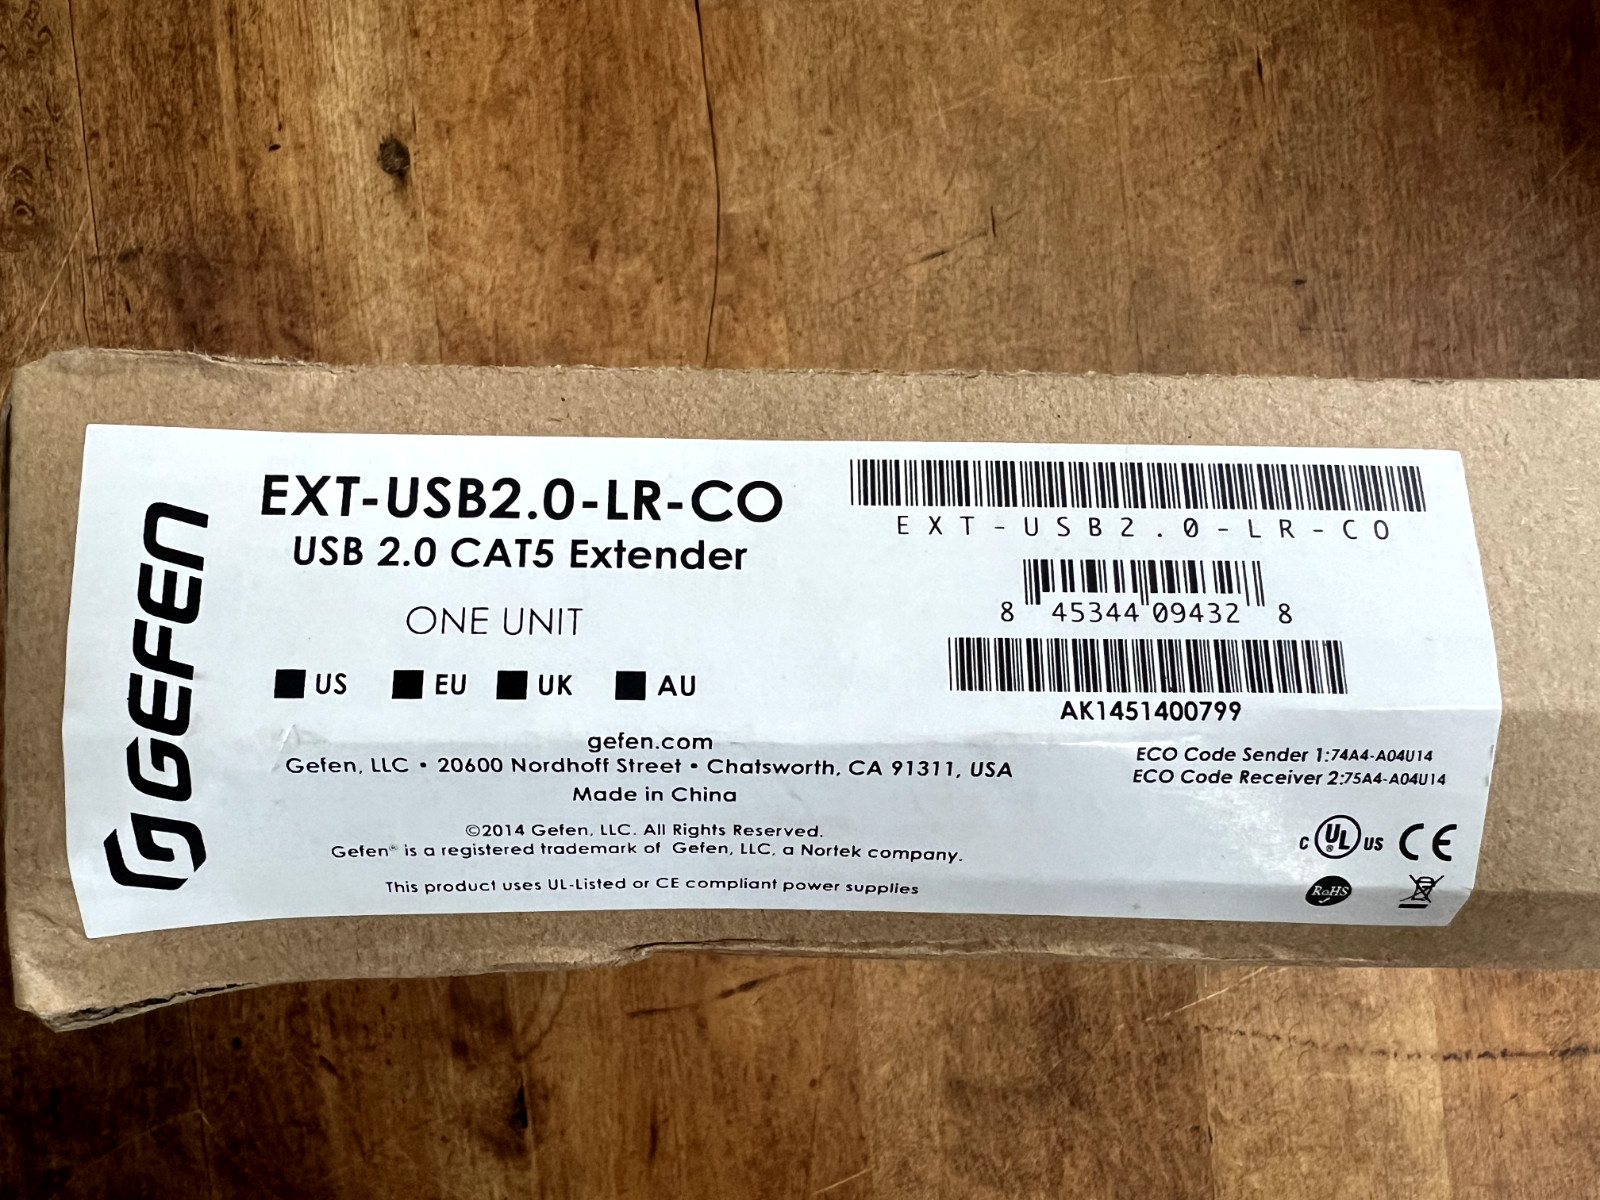 GEFEN
EXT-USB2.0-LR-CO
USB 2.0 CAT5 Extender
ONE UNIT
US EU UK AU
gefen.com
Gefen, LLC • 20600 Nordhoff Street • Chatsworth, CA 91311, USA
Made in China
©2014 Gefen, LLC. All Rights Reserved.
Gefen® is a registered trademark of Gefen, LLC, a Nortek company.
This product uses UL-Listed or CE compliant power supplies
EXT-USB2.0-LR-CO
8 45344 09432 8
AK1451400799
ECO Code Sender 1:74A4-A04U14
ECO Code Receiver 2:75A4-A04U14
C UL® US CE
RoHS